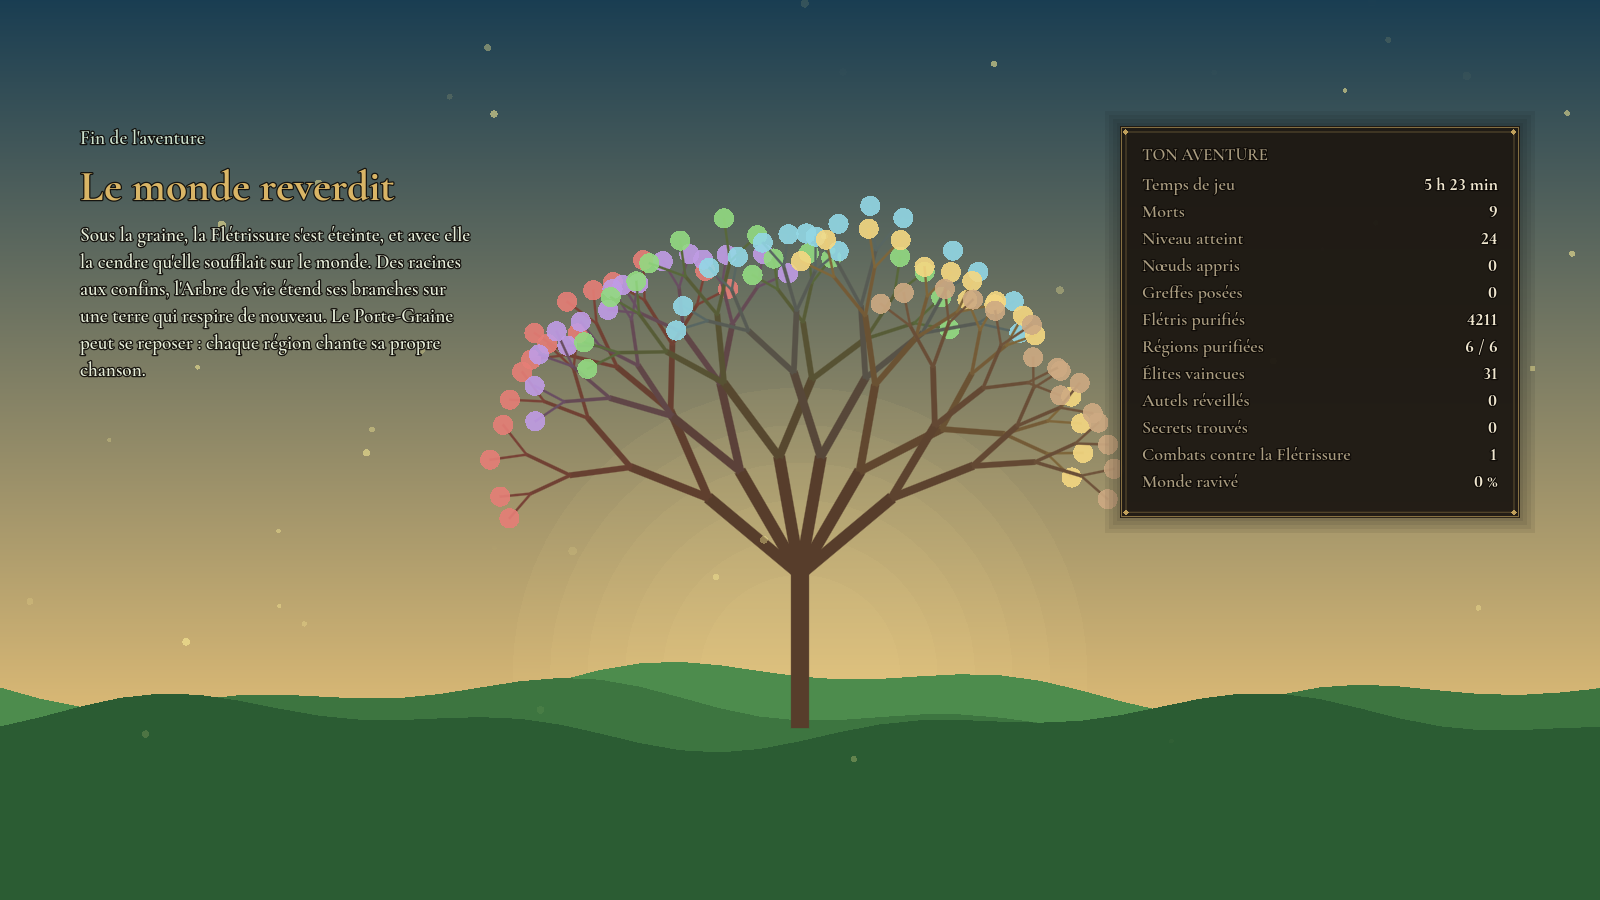 Fin de l'aventure
Le monde reverdit
Sous la graine, la Flétrissure s'est éteinte, et avec elle
la cendre qu'elle soufflait sur le monde. Des racines
aux confins, l'Arbre de vie étend ses branches sur
une terre qui respire de nouveau. Le Porte-Graine
peut se reposer : chaque région chante sa propre
chanson.
TON AVENTURE
Temps de jeu 5 h 23 min
Morts 9
Niveau atteint 24
Nœuds appris 0
Greffes posées 0
Flétris purifiés 4211
Régions purifiées 6 / 6
Élites vaincues 31
Autels réveillés 0
Secrets trouvés 0
Combats contre la Flétrissure 1
Monde ravivé 0 %